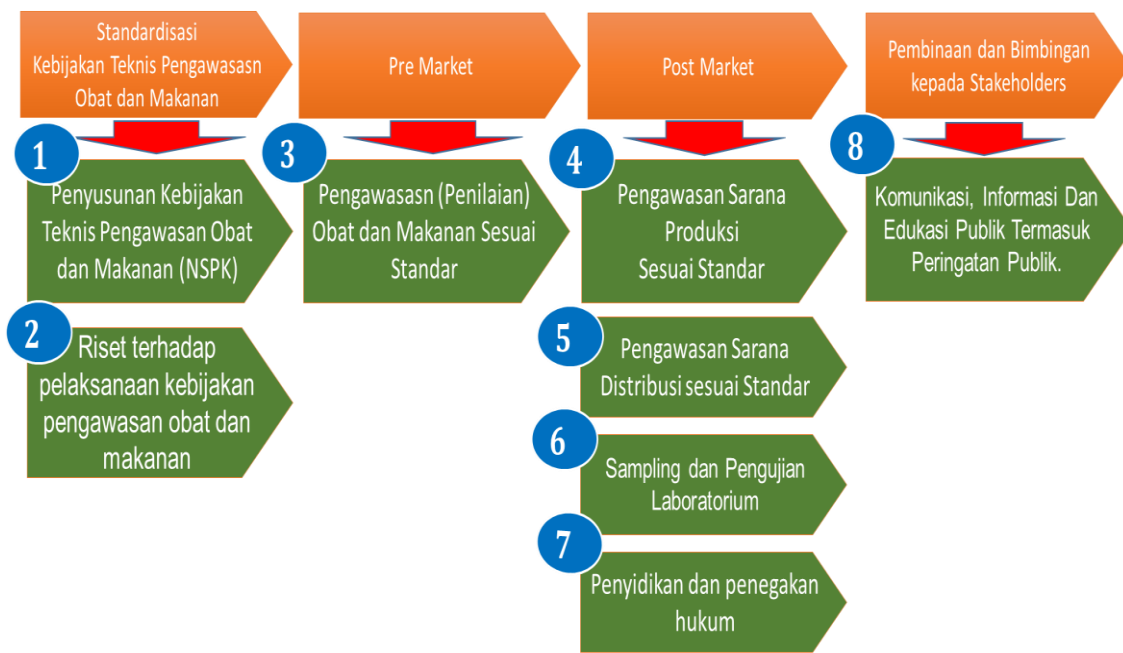 Standardisasi
Kebijakan Teknis Pengawasasn
Obat dan Makanan
Pre Market
Post Market
Pembinaan dan Bimbingan
kepada Stakeholders
1
Penyusunan Kebijakan
Teknis Pengawasan Obat
dan Makanan (NSPK)
2
Riset terhadap
pelaksanaan kebijakan
pengawasan obat dan
makanan
3
Pengawasasn (Penilaian)
Obat dan Makanan Sesuai
Standar
4
Pengawasan Sarana
Produksi
Sesuai Standar
5
Pengawasan Sarana
Distribusi sesuai Standar
6
Sampling dan Pengujian
Laboratorium
7
Penyidikan dan penegakan
hukum
8
Komunikasi, Informasi Dan
Edukasi Publik Termasuk
Peringatan Publik.